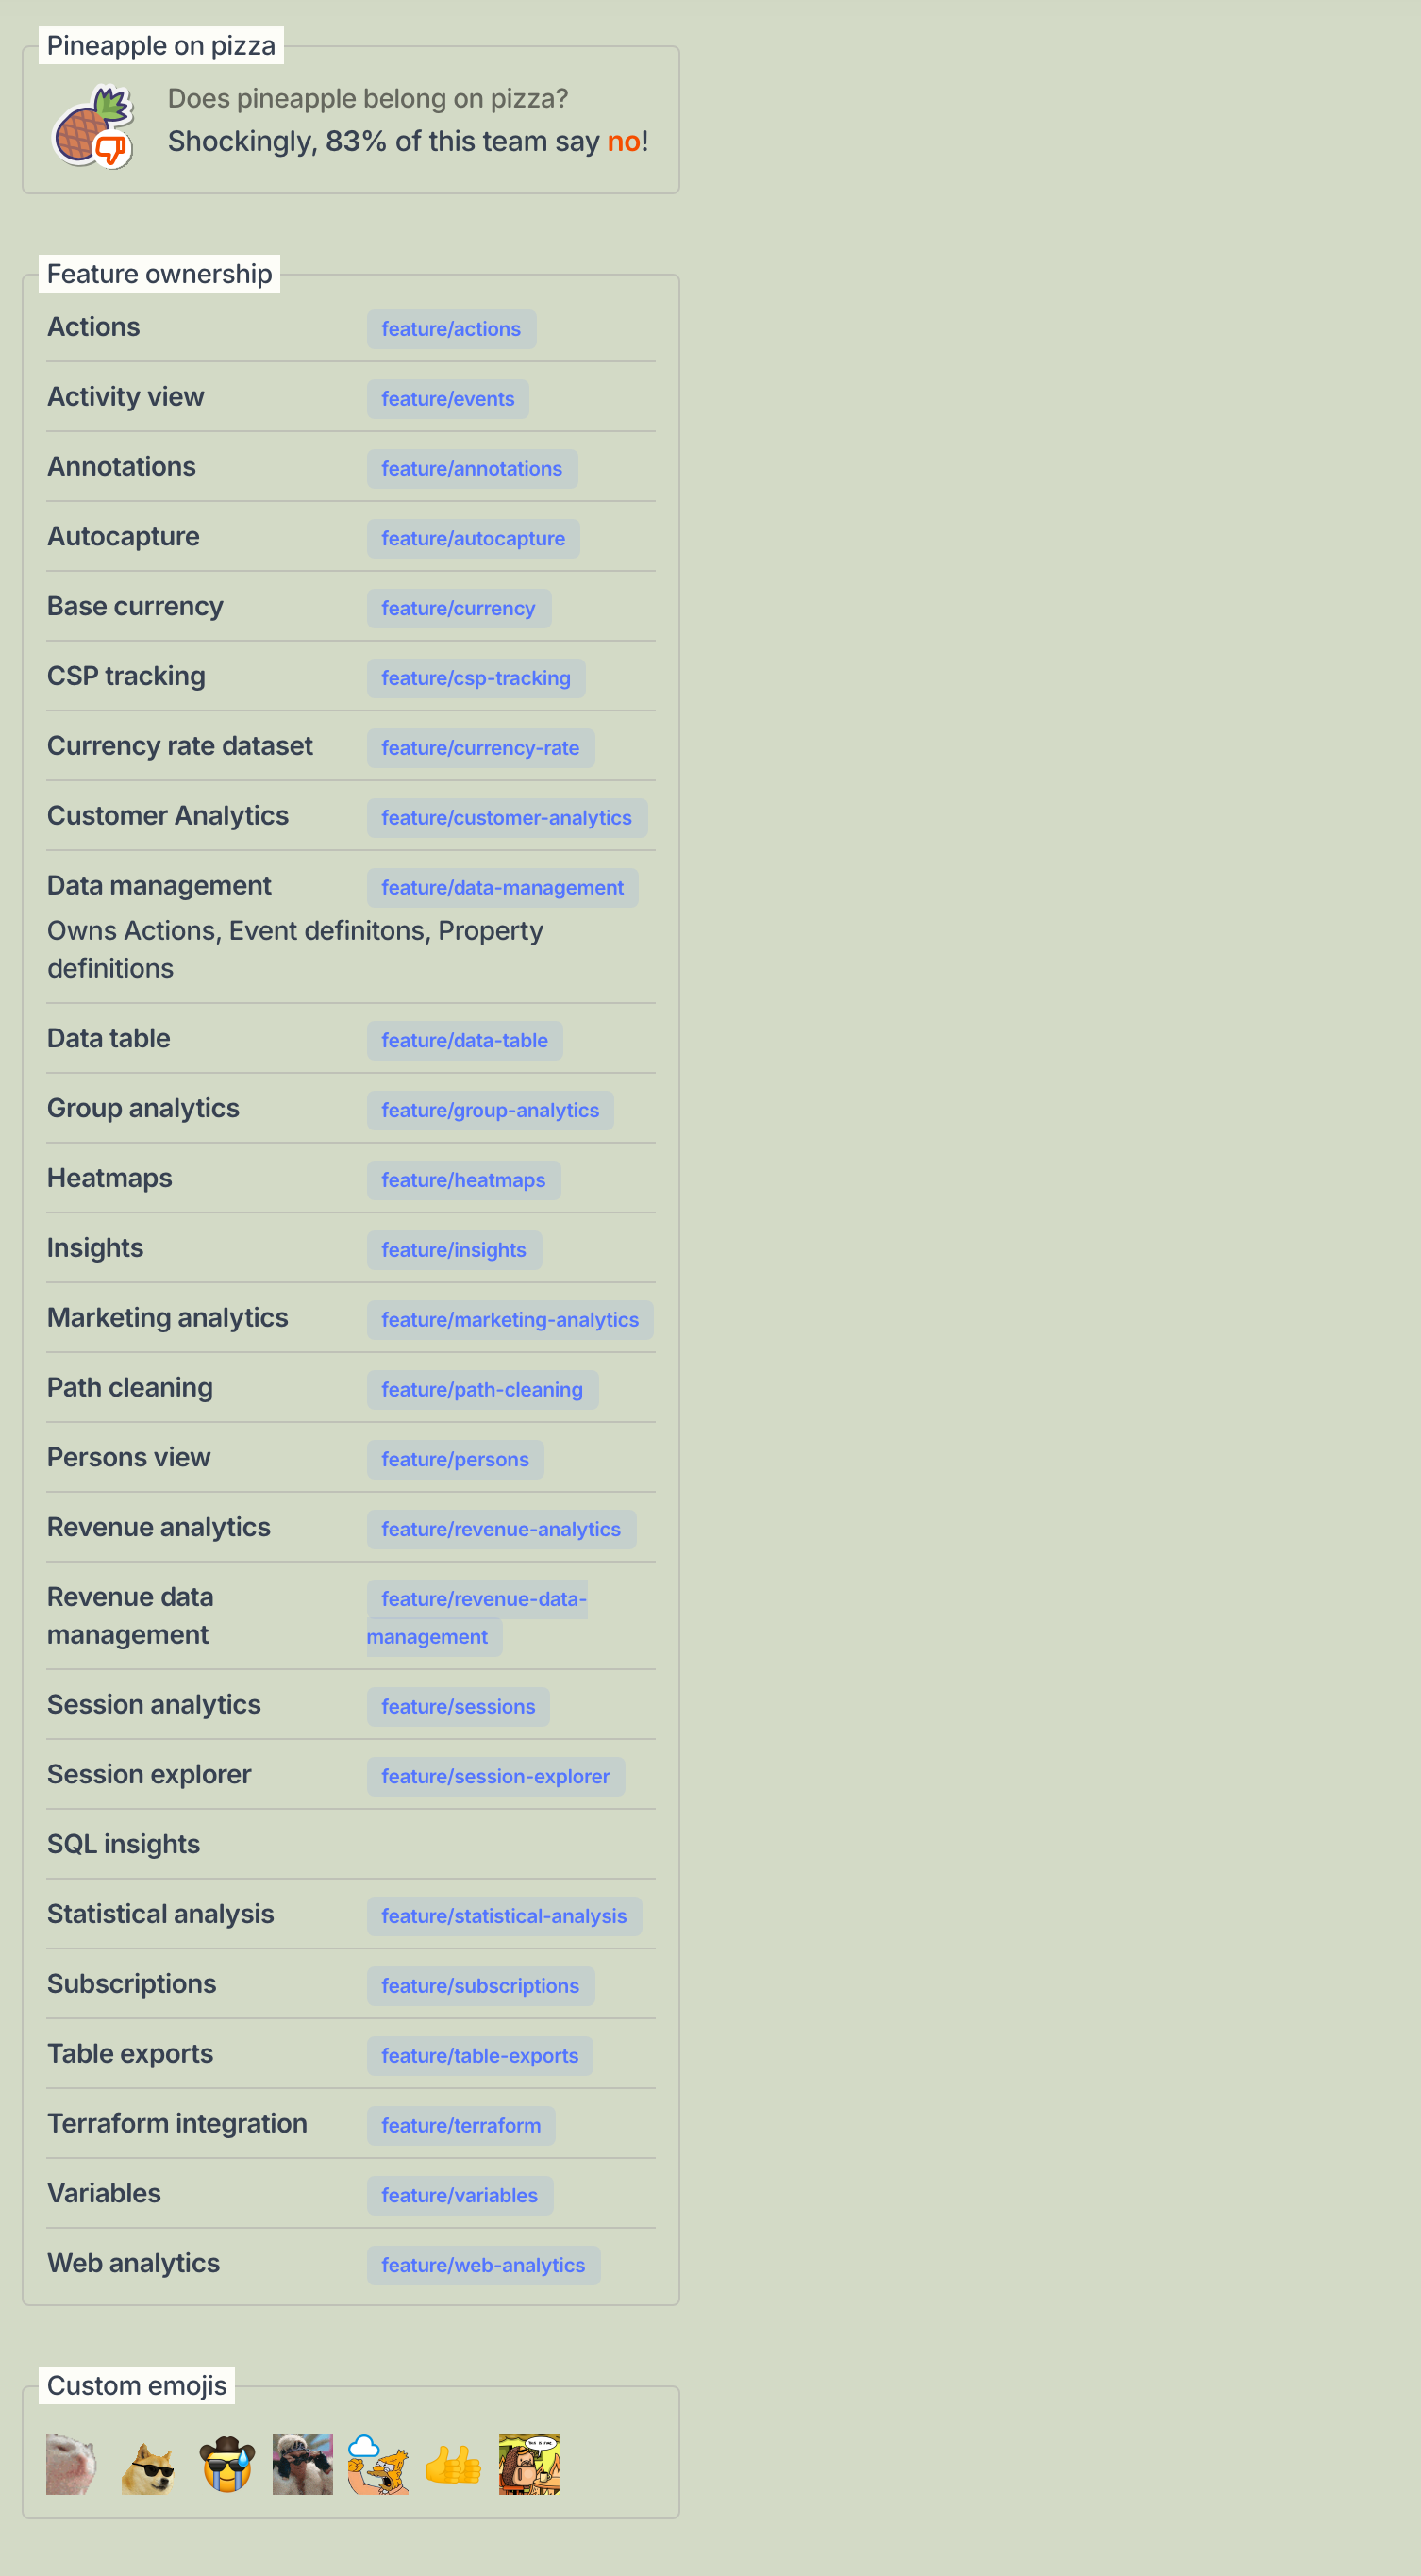 Pineapple on pizza
Does pineapple belong on pizza?
Shockingly, 83% of this team say no!
Feature ownership
Actions feature/actions
Activity view feature/events
Annotations feature/annotations
Autocapture feature/autocapture
Base currency feature/currency
CSP tracking feature/csp-tracking
Currency rate dataset feature/currency-rate
Customer Analytics feature/customer-analytics
Data management feature/data-management
Owns Actions, Event definitons, Property
definitions
Data table feature/data-table
Group analytics feature/group-analytics
Heatmaps feature/heatmaps
Insights feature/insights
Marketing analytics feature/marketing-analytics
Path cleaning feature/path-cleaning
Persons view feature/persons
Revenue analytics feature/revenue-analytics
Revenue data feature/revenue-data-
management management
Session analytics feature/sessions
Session explorer feature/session-explorer
SQL insights
Statistical analysis feature/statistical-analysis
Subscriptions feature/subscriptions
Table exports feature/table-exports
Terraform integration feature/terraform
Variables feature/variables
Web analytics feature/web-analytics
Custom emojis
THIS IS FINE.